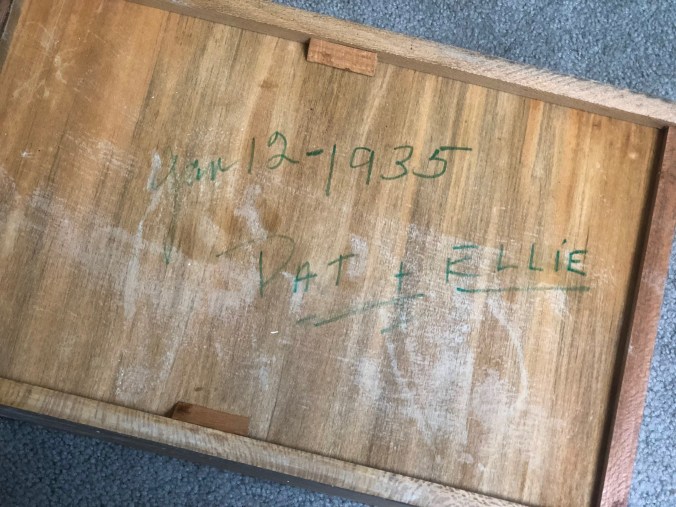 Jan 12-1935
PAT + ELLiE